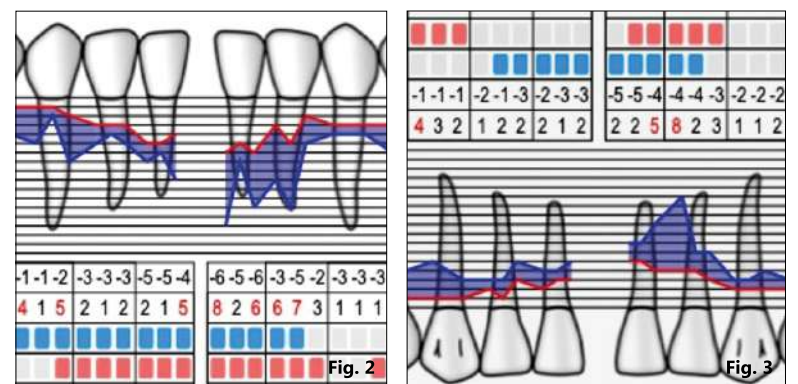 -1 -1 -2 -3 -3 -3 -5 -5 -4 -6 -5 -6 -3 -5 -2 -3 -3 -3
4 1 5 2 1 2 2 1 5 8 2 6 6 7 3 1 1 1
Fig. 2
-1 -1 -1 -2 -1 -3 -2 -3 -3 -5 -5 -4 -4 -4 -3 -2 -2 -2
4 3 2 1 2 2 2 1 2 2 2 5 8 2 3 1 1 2
Fig. 3